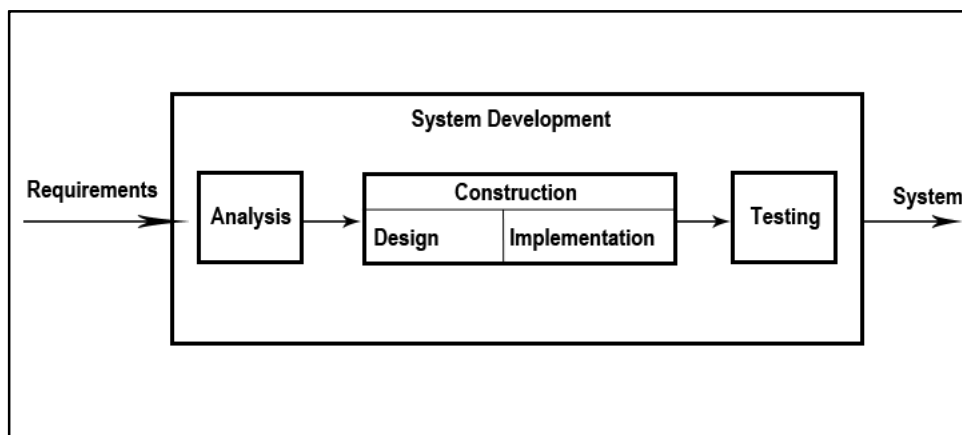 System Development
Requirements
Analysis
Construction
Design
Implementation
Testing
System